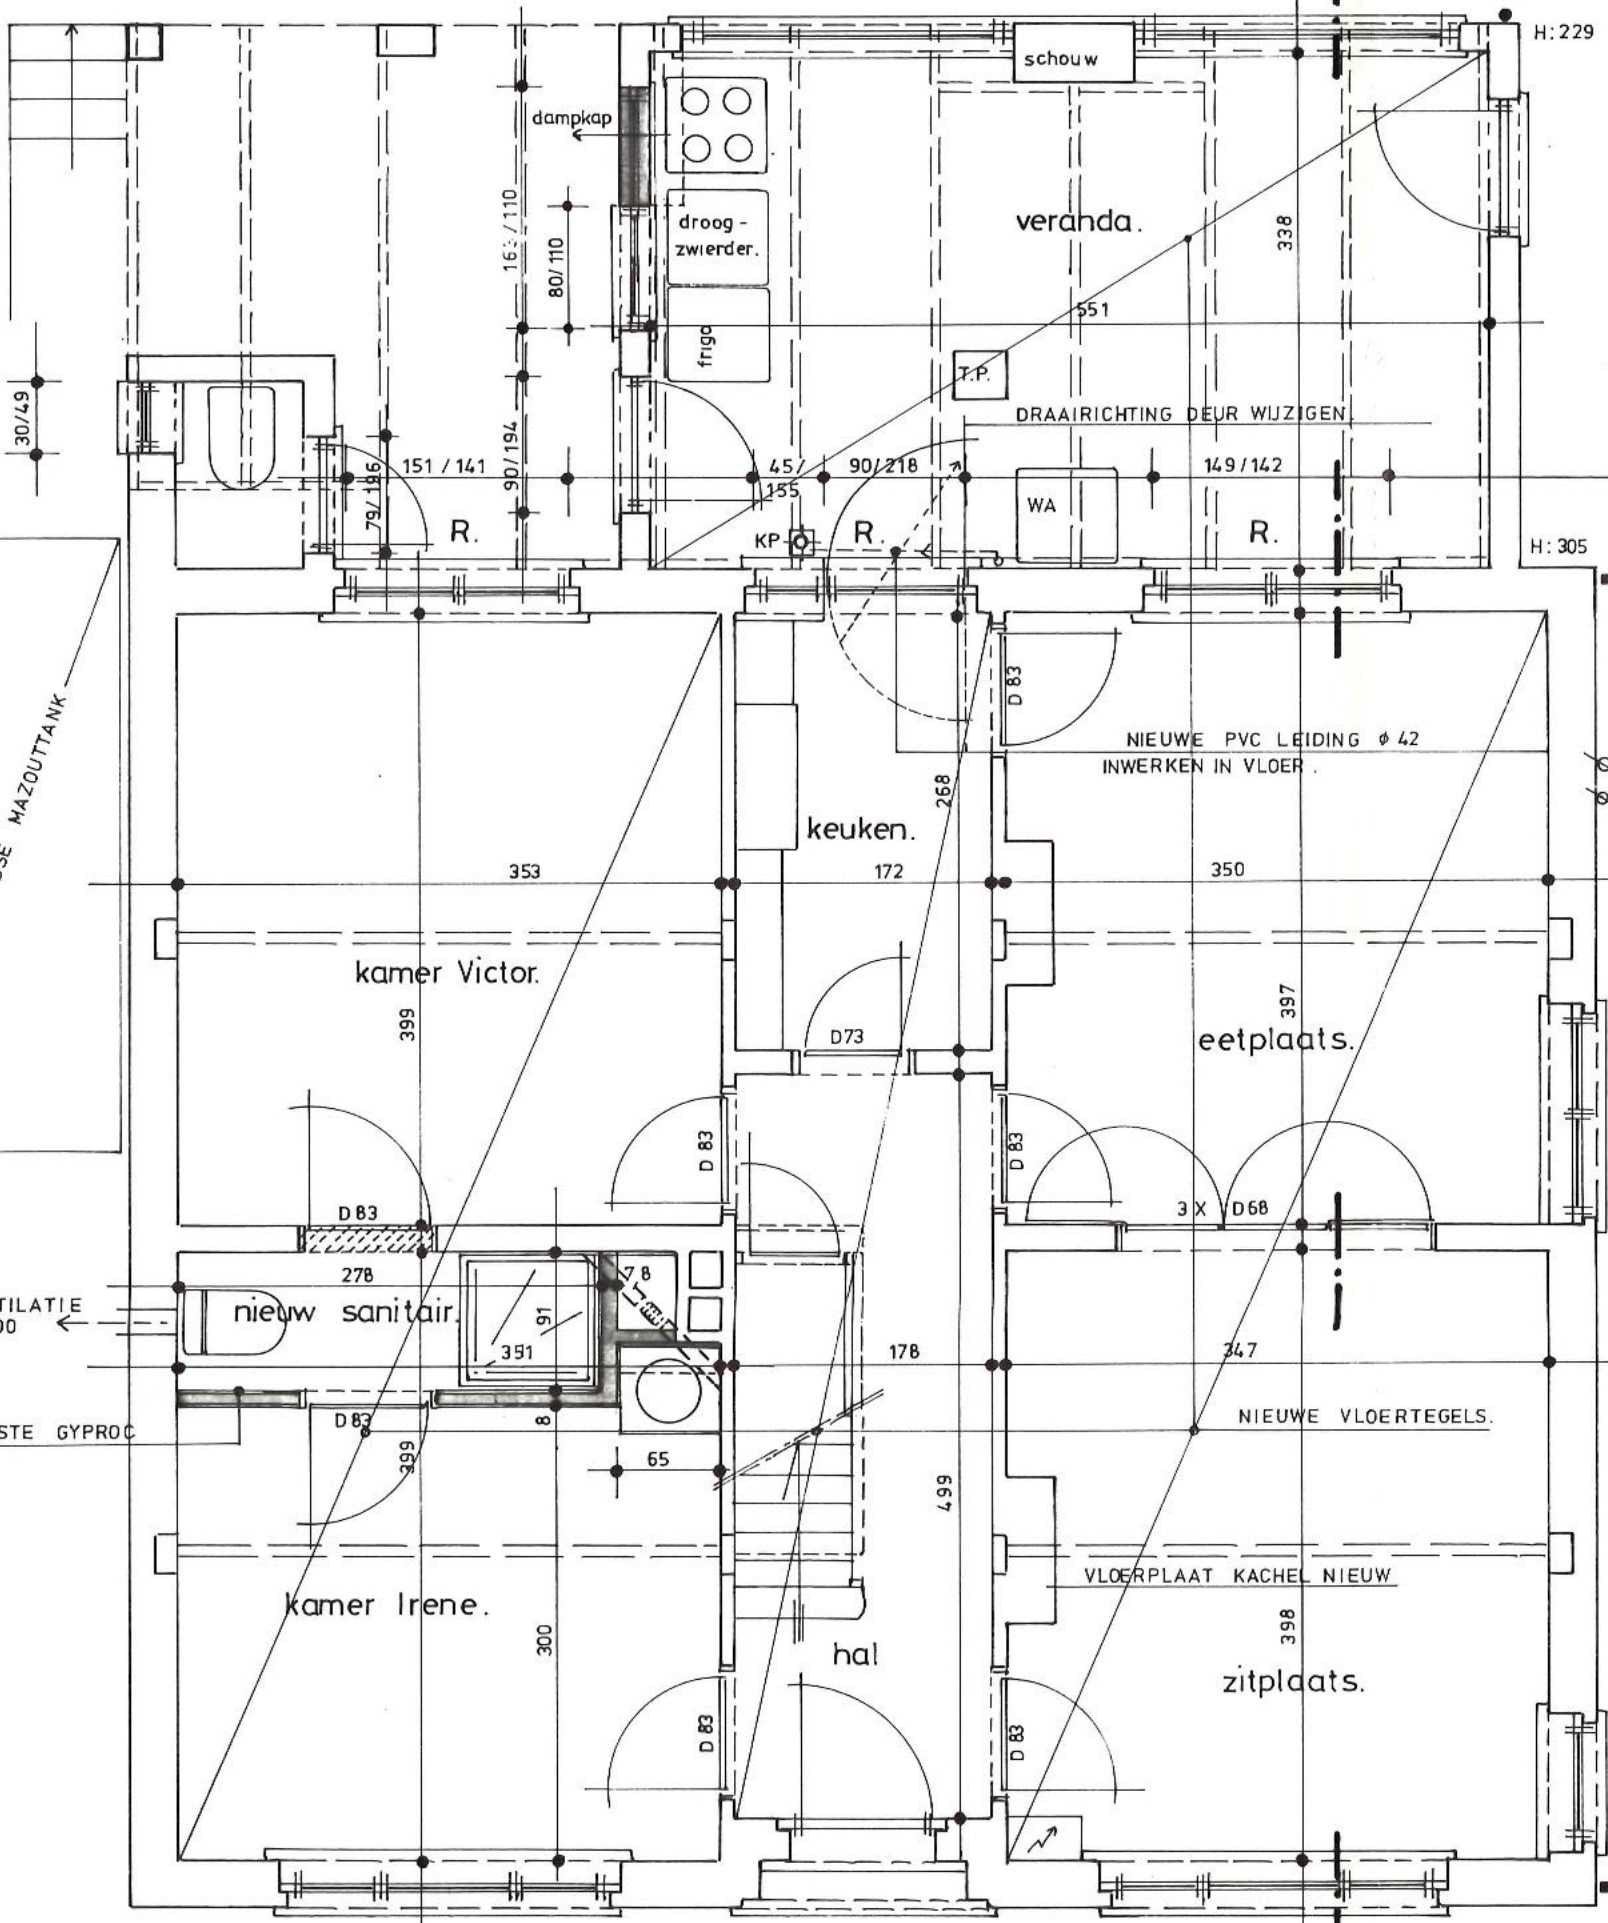 H:229
schouw
dampkap
droog-
zwierder.
veranda.
338
80/110
551
frigo
T.P.
30/49
DRAAIRICHTING DEUR WIJZIGEN.
151 / 141
90/194
79/196
45/
155
90/218
149/142
WA
R.
KP
R.
R.
H:305
D 83
MAZOUTTANK
NIEUWE PVC LEIDING ϕ 42
INWERKEN IN VLOER.
268
keuken.
353
172
350
kamer Victor.
399
397
D73
eetplaats.
D 83
D 83
D 83
3 X D68
278
78
TILATIE
00
nieuw sanitair.
91
351
178
347
STE GYPROC
D 83
8
399
NIEUWE VLOERTEGELS.
65
499
VLOERPLAAT KACHEL NIEUW
kamer Irene.
300
398
hal
zitplaats.
D 83
D 83